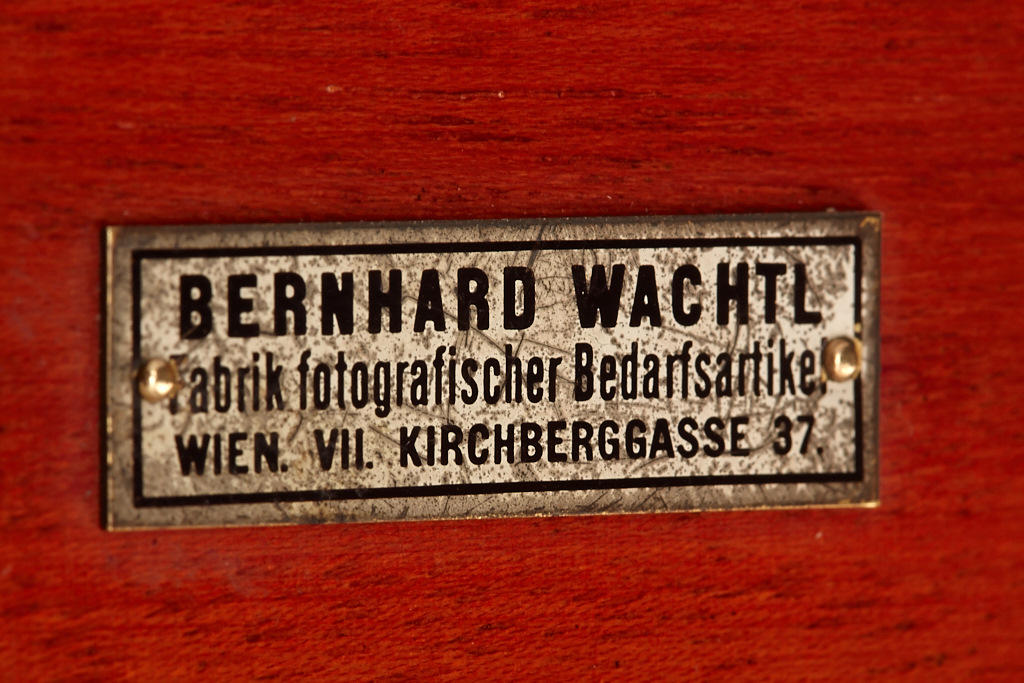 BERNHARD WACHTL
Fabrik fotografischer Bedarfsartikel
WIEN. VII. KIRCHBERGGASSE 37.